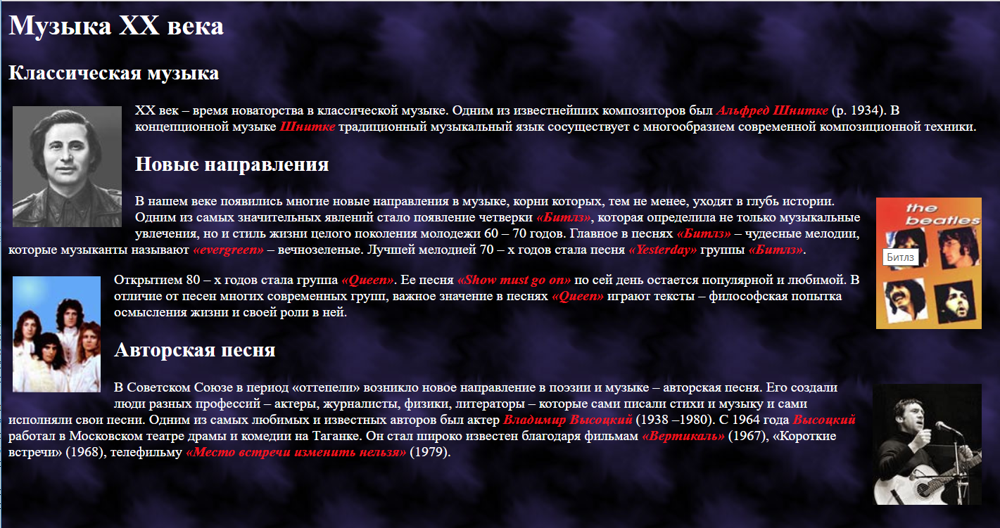 Музыка XX века
Классическая музыка
XX век – время новаторства в классической музыке. Одним из известнейших композиторов был Альфред Шнитке (р. 1934). В
концепционной музыке Шнитке традиционный музыкальный язык сосуществует с многообразием современной композиционной техники.
Новые направления
В нашем веке появились многие новые направления в музыке, корни которых, тем не менее, уходят в глубь истории.
Одним из самых значительных явлений стало появление четверки «Битлз», которая определила не только музыкальные
увлечения, но и стиль жизни целого поколения молодежи 60 – 70 годов. Главное в песнях «Битлз» – чудесные мелодии,
которые музыканты называют «evergreen» – вечнозеленые. Лучшей мелодией 70 – х годов стала песня «Yesterday» группы «Битлз».
the
beatles
Битлз
Открытием 80 – х годов стала группа «Queen». Ее песня «Show must go on» по сей день остается популярной и любимой. В
отличие от песен многих современных групп, важное значение в песнях «Queen» играют тексты – философская попытка
осмысления жизни и своей роли в ней.
Авторская песня
В Советском Союзе в период «оттепели» возникло новое направление в поэзии и музыке – авторская песня. Его создали
люди разных профессий – актеры, журналисты, физики, литераторы – которые сами писали стихи и музыку и сами
исполняли свои песни. Одним из самых любимых и известных авторов был актер Владимир Высоцкий (1938 –1980). С 1964 года Высоцкий
работал в Московском театре драмы и комедии на Таганке. Он стал широко известен благодаря фильмам «Вертикаль» (1967), «Короткие
встречи» (1968), телефильму «Место встречи изменить нельзя» (1979).